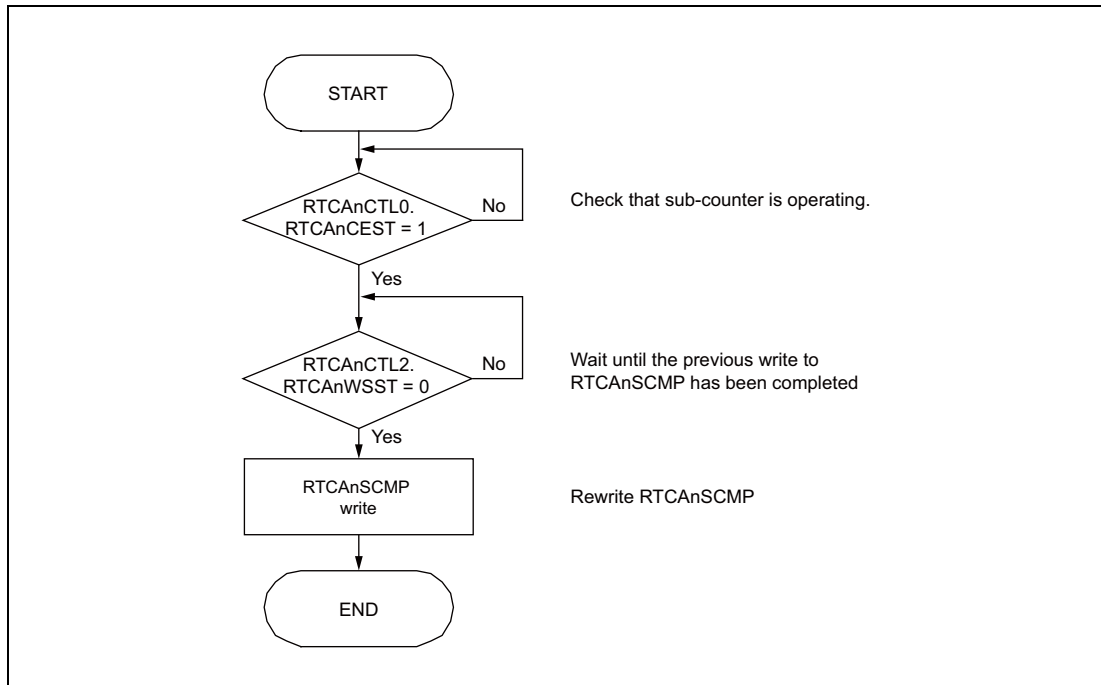 START
RTCAnCTL0.
RTCAnCEST = 1
No
Check that sub-counter is operating.
Yes
RTCAnCTL2.
RTCAnWSST = 0
No
Wait until the previous write to
RTCAnSCMP has been completed
Yes
RTCAnSCMP
write
Rewrite RTCAnSCMP
END